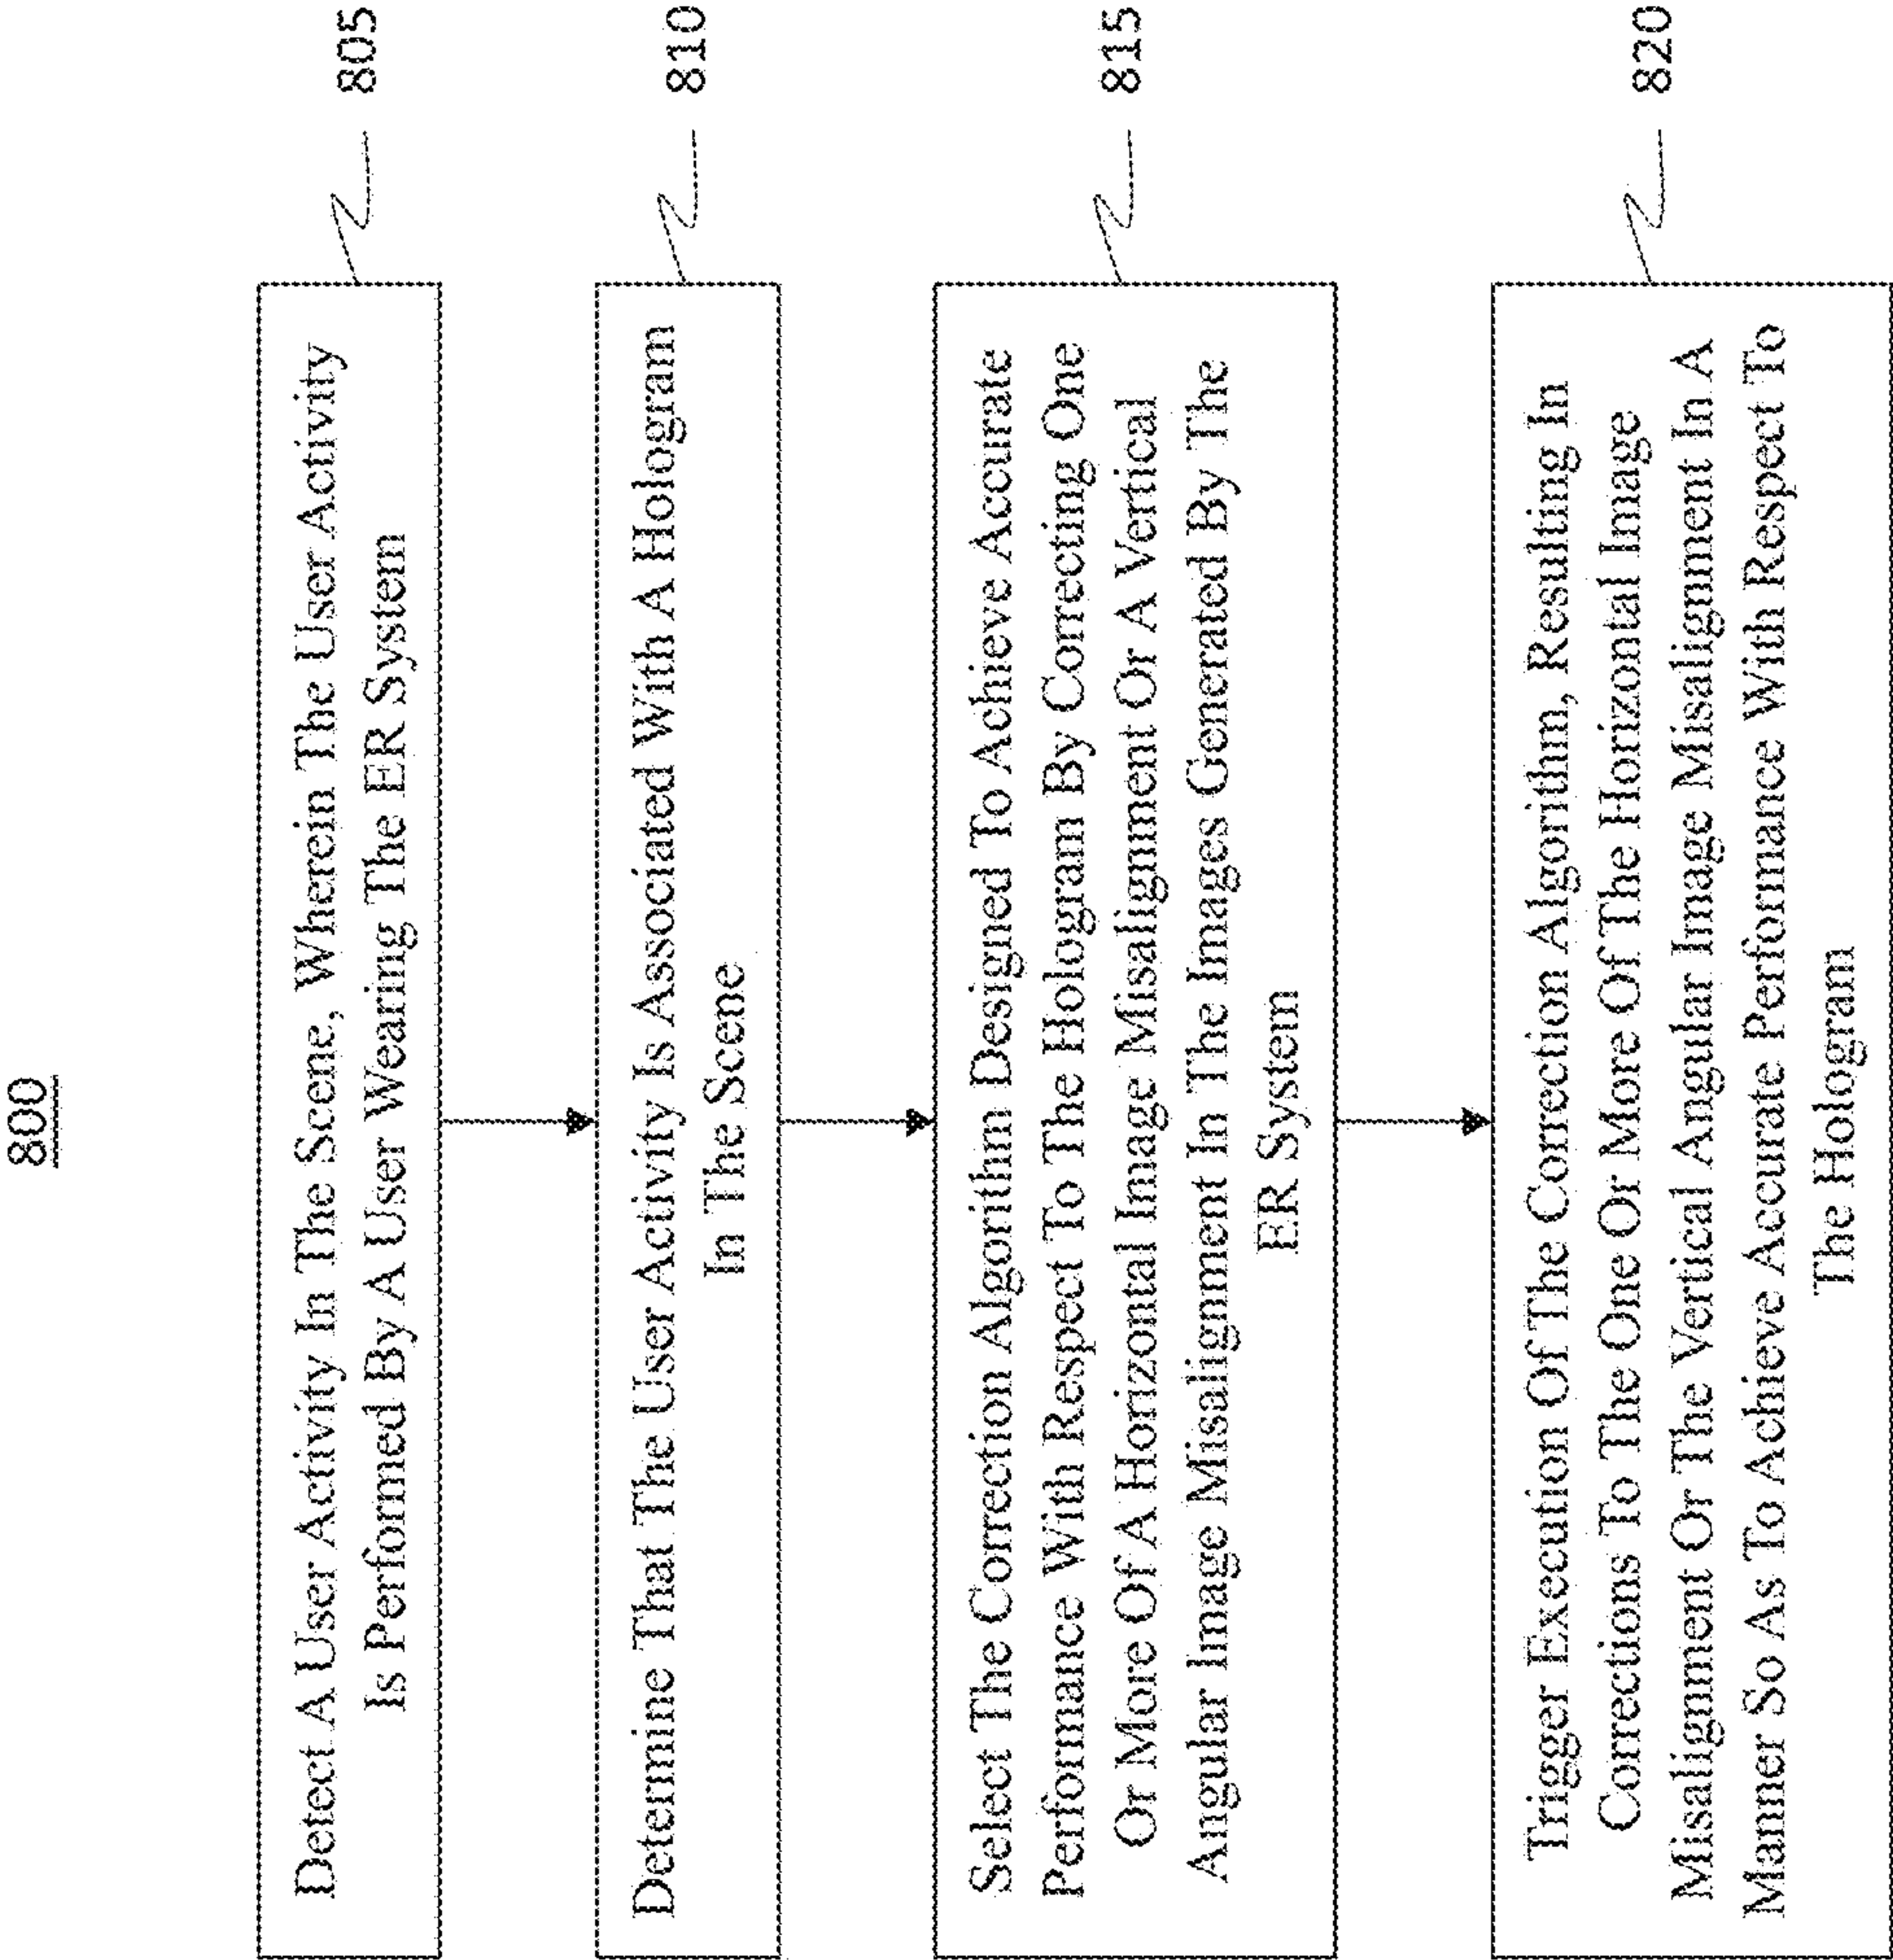 800
Detect A User Activity In The Scene, Wherein The User Activity
Is Performed By A User Wearing The ER System
805
Determine That The User Activity Is Associated With A Hologram
In The Scene
810
Select The Correction Algorithm Designed To Achieve Accurate
Performance With Respect To The Hologram By Correcting One
Or More Of A Horizontal Image Misalignment Or A Vertical
Angular Image Misalignment In The Images Generated By The
ER System
815
Trigger Execution Of The Correction Algorithm, Resulting In
Corrections To The One Or More Of The Horizontal Image
Misalignment Or The Vertical Angular Image Misalignment In A
Manner So As To Achieve Accurate Performance With Respect To
The Hologram
820